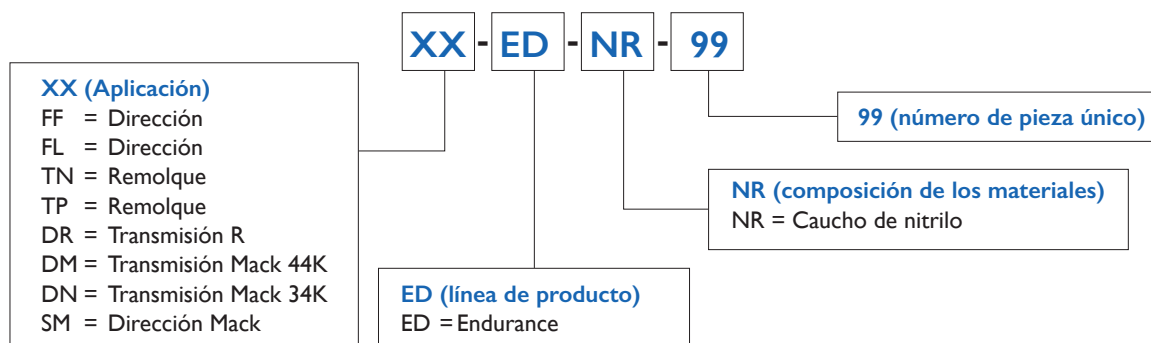 XX-ED-NR-99
XX (Aplicación)
FF = Dirección
FL = Dirección
TN = Remolque
TP = Remolque
DR = Transmisión R
DM = Transmisión Mack 44K
DN = Transmisión Mack 34K
SM = Dirección Mack
ED (línea de producto)
ED = Endurance
NR (composición de los materiales)
NR = Caucho de nitrilo
99 (número de pieza único)